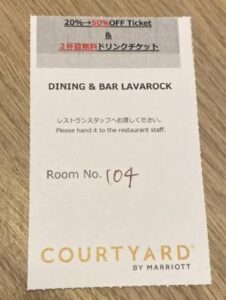 20%→50%OFF Ticket
&
２杯目無料ドリンクチケット
DINING & BAR LAVAROCK
レストランスタッフへお渡しください。
Please hand it to the restaurant staff.
Room No. 104
COURTYARD®
BY MARRIOTT